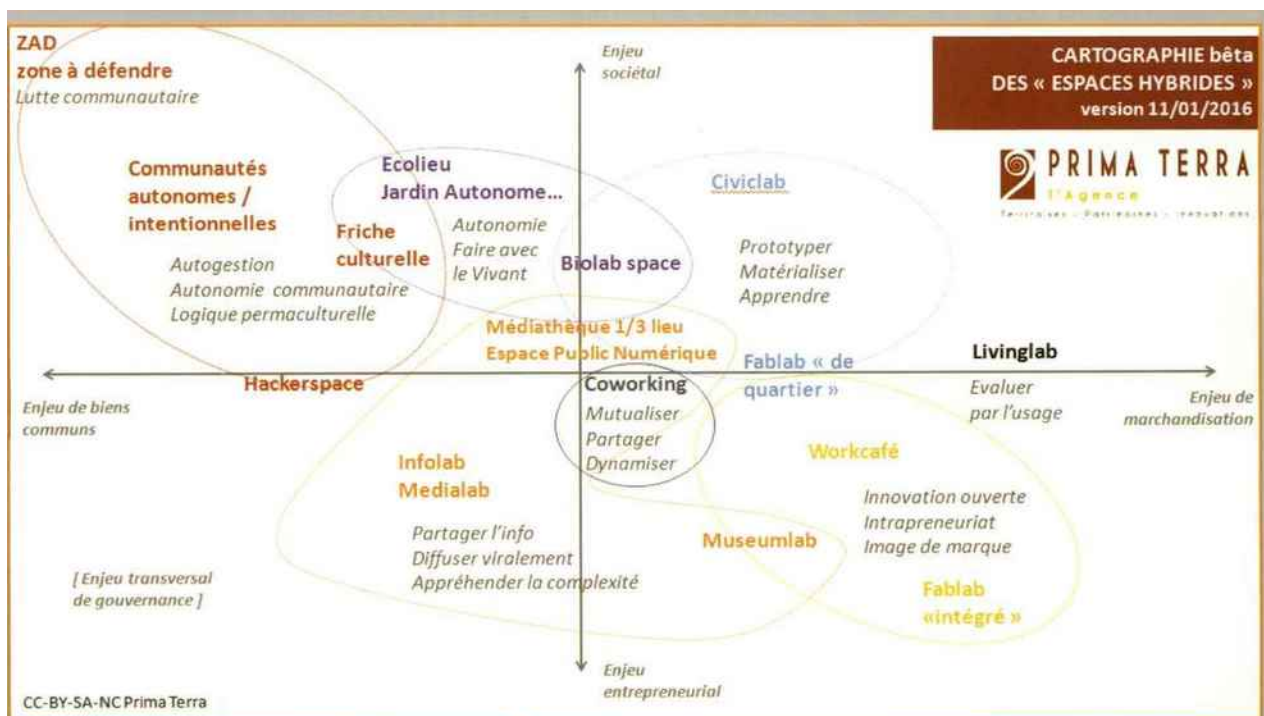 ZAD
zone à défendre
Lutte communautaire
Enjeu
sociétal
CARTOGRAPHIE bêta
DES « ESPACES HYBRIDES »
version 11/01/2016
PRIMA TERRA
l'Agence
Territoires - Patrimoines - Innovations
Communautés
autonomes /
intentionnelles
Autogestion
Autonomie communautaire
Logique permaculturelle
Ecolieu
Jardin Autonome...
Friche
culturelle
Autonomie
Faire avec
le Vivant
Biolab space
Civiclab
Prototyper
Matérialiser
Apprendre
Médiathèque 1/3 lieu
Espace Public Numérique
Hackerspace
Coworking
Mutualiser
Partager
Dynamiser
Fablab « de
quartier »
Livinglab
Evaluer
par l'usage
Enjeu de biens
communs
Enjeu de
marchandisation
Infolab
Medialab
Partager l'info
Diffuser viralement
Appréhender la complexité
Workcafé
Innovation ouverte
Intrapreneuriat
Image de marque
Museumlab
Fablab
«intégré »
[ Enjeu transversal
de gouvernance ]
Enjeu
entrepreneurial
CC-BY-SA-NC Prima Terra